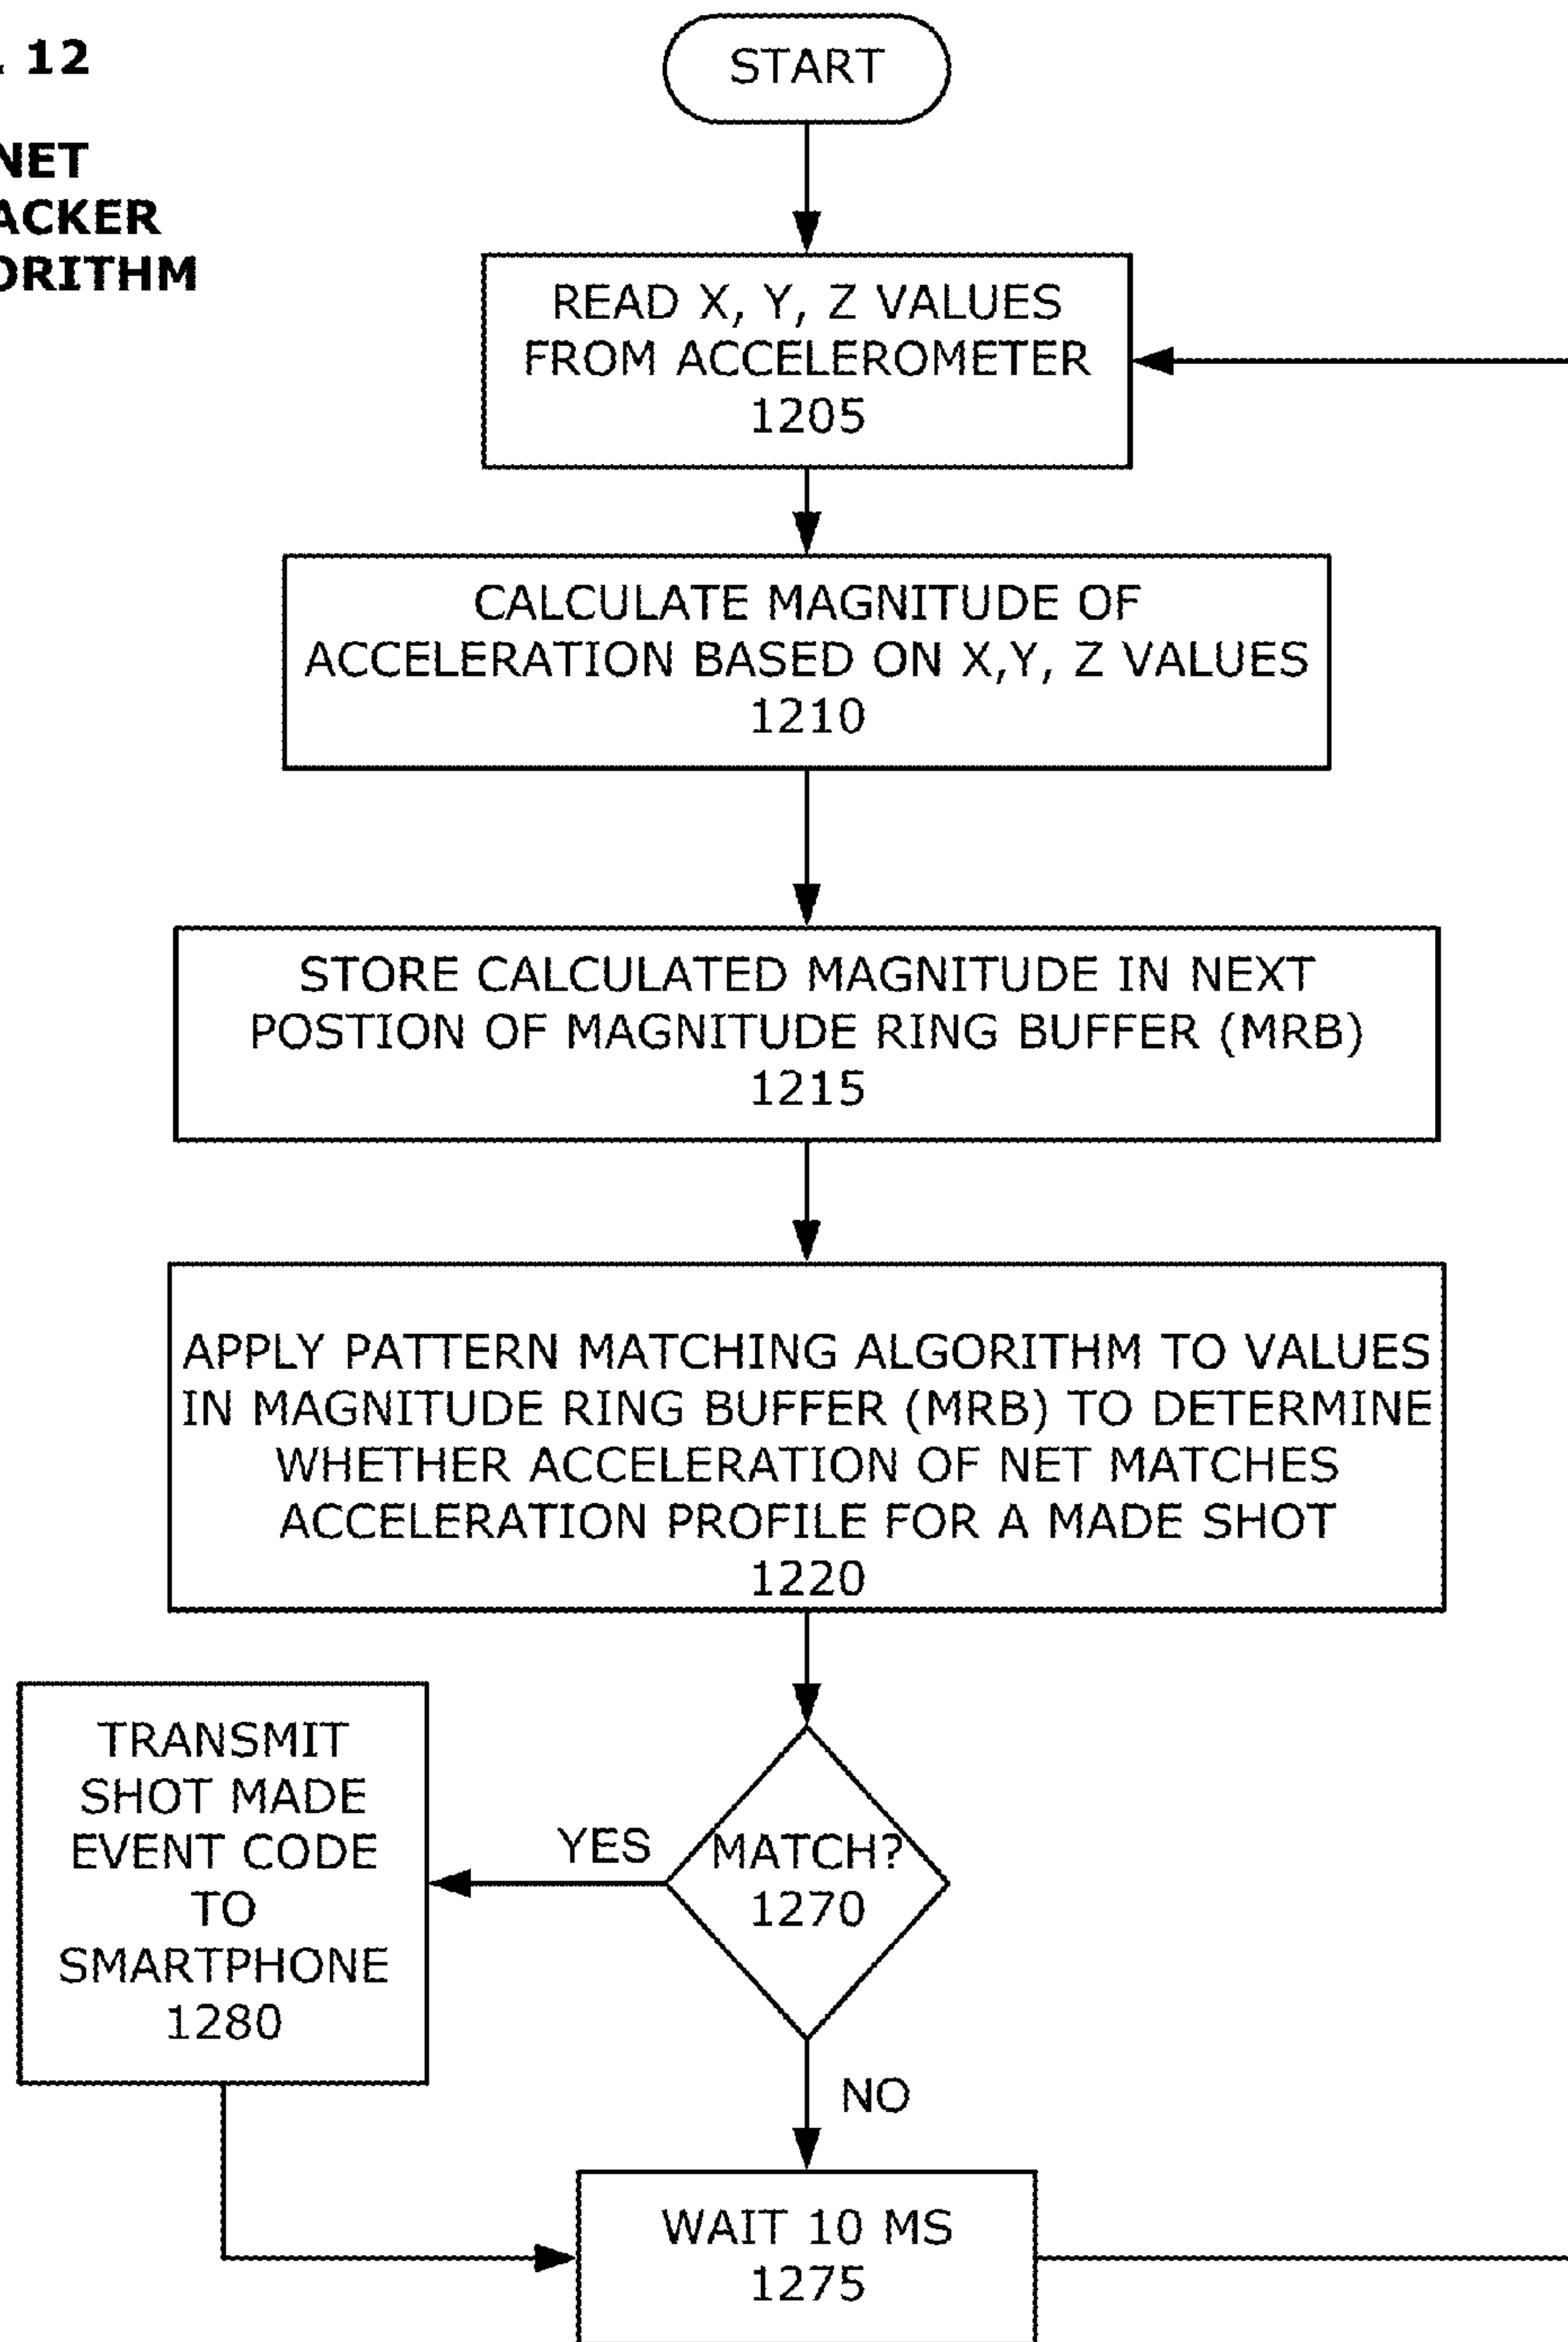 12
NET
ACKER
ORITHM
START
READ X, Y, Z VALUES
FROM ACCELEROMETER
1205
CALCULATE MAGNITUDE OF
ACCELERATION BASED ON X,Y, Z VALUES
1210
STORE CALCULATED MAGNITUDE IN NEXT
POSTION OF MAGNITUDE RING BUFFER (MRB)
1215
APPLY PATTERN MATCHING ALGORITHM TO VALUES
IN MAGNITUDE RING BUFFER (MRB) TO DETERMINE
WHETHER ACCELERATION OF NET MATCHES
ACCELERATION PROFILE FOR A MADE SHOT
1220
TRANSMIT
SHOT MADE
EVENT CODE
TO
SMARTPHONE
1280
YES
MATCH?
1270
NO
WAIT 10 MS
1275